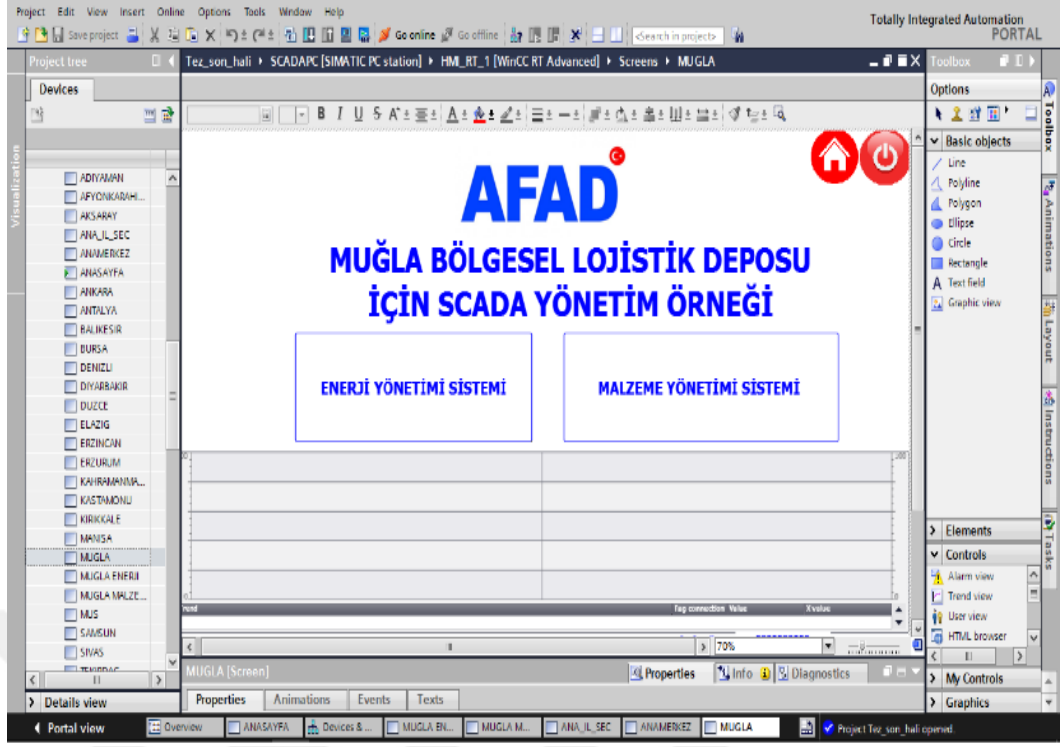 Project Edit View Insert Online Options Tools Window Help
Totally Integrated Automation
PORTAL
Save project
Go online
Go offline
<Search in project>
Project tree
Tez_son_hali SCADAPC [SIMATIC PC station] HMI_RT_1 [WinCC RT Advanced] Screens MUGLA
Toolbox
Devices
Options
B I U S A
Visualization
ADIYAMAN
AFYONKARAHI...
AKSARAY
ANA_IL_SEC
ANAMERKEZ
ANASAYFA
ANKARA
ANTALYA
BALIKESIR
BURSA
DENIZLI
DIYARBAKIR
DUZCE
ELAZIG
ERZINCAN
ERZURUM
KAHRAMANMA...
KASTAMONU
KIRIKKALE
MANISA
MUGLA
MUGLA ENERJI
MUGLA MALZE...
MUS
SAMSUN
SIVAS
TEKIRDAG
Details view
AFAD
MUĞLA BÖLGESEL LOJİSTİK DEPOSU
İÇİN SCADA YÖNETİM ÖRNEĞİ
ENERJİ YÖNETİMİ SİSTEMİ
MALZEME YÖNETİMİ SİSTEMİ
100
0
Trend Tag connection Value X value
70%
MUGLA [Screen]
Properties Info Diagnostics
Properties Animations Events Texts
Basic objects
Line
Polyline
Polygon
Ellipse
Circle
Rectangle
Text field
Graphic view
Elements
Controls
Alarm view
Trend view
User view
HTML browser
My Controls
Graphics
Toolbox
Animations
Layout
Instructions
Tasks
Portal view Overview ANASAYFA Devices & ... MUGLA EN... MUGLA M... ANA_IL_SEC ANAMERKEZ MUGLA Project Tez_son_hali opened.